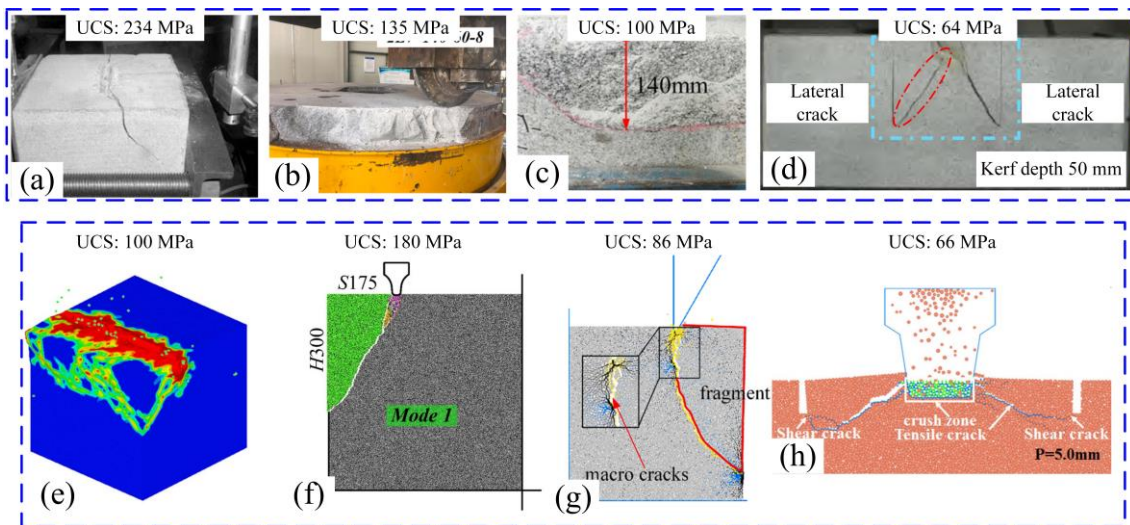 UCS: 234 MPa
UCS: 135 MPa
UCS: 100 MPa
UCS: 64 MPa
140mm
Lateral
crack
Lateral
crack
Kerf depth 50 mm
(a)
(b)
(c)
(d)
UCS: 100 MPa
UCS: 180 MPa
UCS: 86 MPa
UCS: 66 MPa
S175
H300
Mode 1
fragment
macro cracks
crush zone
Shear crack
Tensile crack
Shear crack
P=5.0mm
(e)
(f)
(g)
(h)